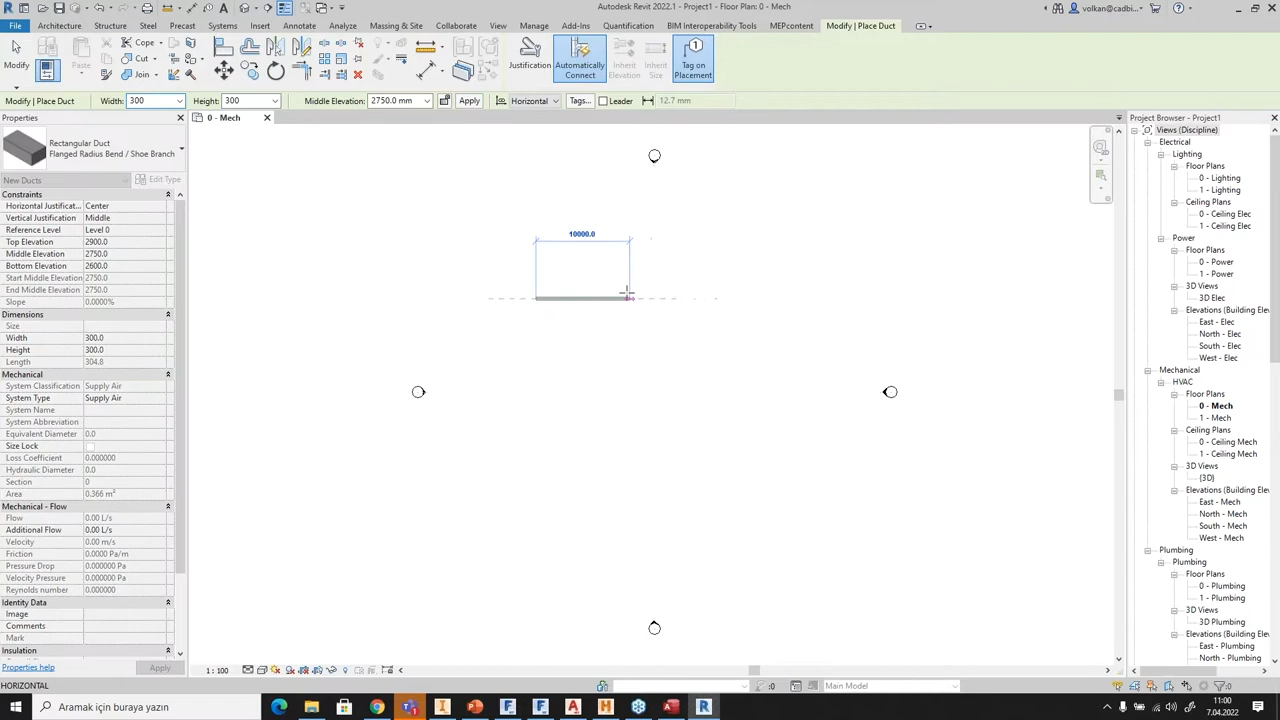 Autodesk Revit 2022.1 - Project1 - Floor Plan: 0 - Mech
volkan@cadbi...
File Architecture Structure Steel Precast Systems Insert Annotate Analyze Massing & Site Collaborate View Manage Add-Ins Quantification BIM Interoperability Tools MEPcontent Modify | Place Duct
Modify Paste Cope Cut Join Justification Automatically Connect Inherit Elevation Inherit Size Tag on Placement
Modify | Place Duct Width: 300 Height: 300 Middle Elevation: 2750.0 mm Apply Horizontal Tags... Leader 12.7 mm
Properties
Rectangular Duct
Flanged Radius Bend / Shoe Branch
New Ducts Edit Type
Constraints
Horizontal Justificat... Center
Vertical Justification Middle
Reference Level Level 0
Top Elevation 2900.0
Middle Elevation 2750.0
Bottom Elevation 2600.0
Start Middle Elevation 2750.0
End Middle Elevation 2750.0
Slope 0.0000%
Dimensions
Size
Width 300.0
Height 300.0
Length 304.8
Mechanical
System Classification Supply Air
System Type Supply Air
System Name
System Abbreviation
Equivalent Diameter 0.0
Size Lock
Loss Coefficient 0.000000
Hydraulic Diameter 0.0
Section 0
Area 0.366 m²
Mechanical - Flow
Flow 0.00 L/s
Additional Flow 0.00 L/s
Velocity 0.00 m/s
Friction 0.0000 Pa/m
Pressure Drop 0.000000 Pa
Velocity Pressure 0.000000 Pa
Reynolds number 0.000000
Identity Data
Image
Comments
Mark
Insulation
Properties help Apply
0 - Mech
10000.0
1 : 100
Project Browser - Project1
Views (Discipline)
Electrical
Lighting
Floor Plans
0 - Lighting
1 - Lighting
Ceiling Plans
0 - Ceiling Elec
1 - Ceiling Elec
Power
Floor Plans
0 - Power
1 - Power
3D Views
3D Elec
Elevations (Building Ele
East - Elec
North - Elec
South - Elec
West - Elec
Mechanical
HVAC
Floor Plans
0 - Mech
1 - Mech
Ceiling Plans
0 - Ceiling Mech
1 - Ceiling Mech
3D Views
{3D}
Elevations (Building Ele
East - Mech
North - Mech
South - Mech
West - Mech
Plumbing
Plumbing
Floor Plans
0 - Plumbing
1 - Plumbing
3D Views
3D Plumbing
Elevations (Building Ele
East - Plumbing
North - Plumbing
HORIZONTAL :0 Main Model :0
Aramak için buraya yazın
11:00
7.04.2022